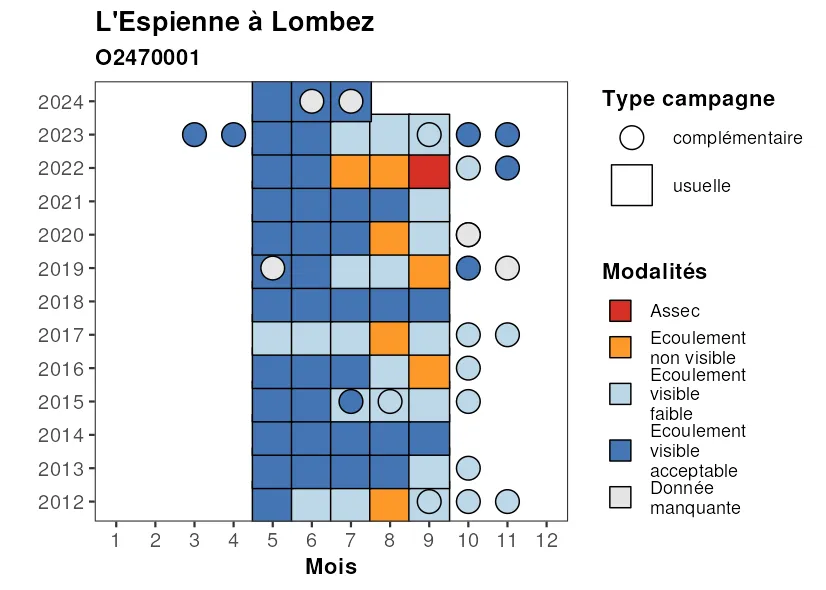 L'Espienne à Lombez
O2470001
2024
2023
2022
2021
2020
2019
2018
2017
2016
2015
2014
2013
2012
1 2 3 4 5 6 7 8 9 10 11 12
Mois
Type campagne
complémentaire
usuelle
Modalités
Assec
Ecoulement
non visible
Ecoulement
visible
faible
Ecoulement
visible
acceptable
Donnée
manquante